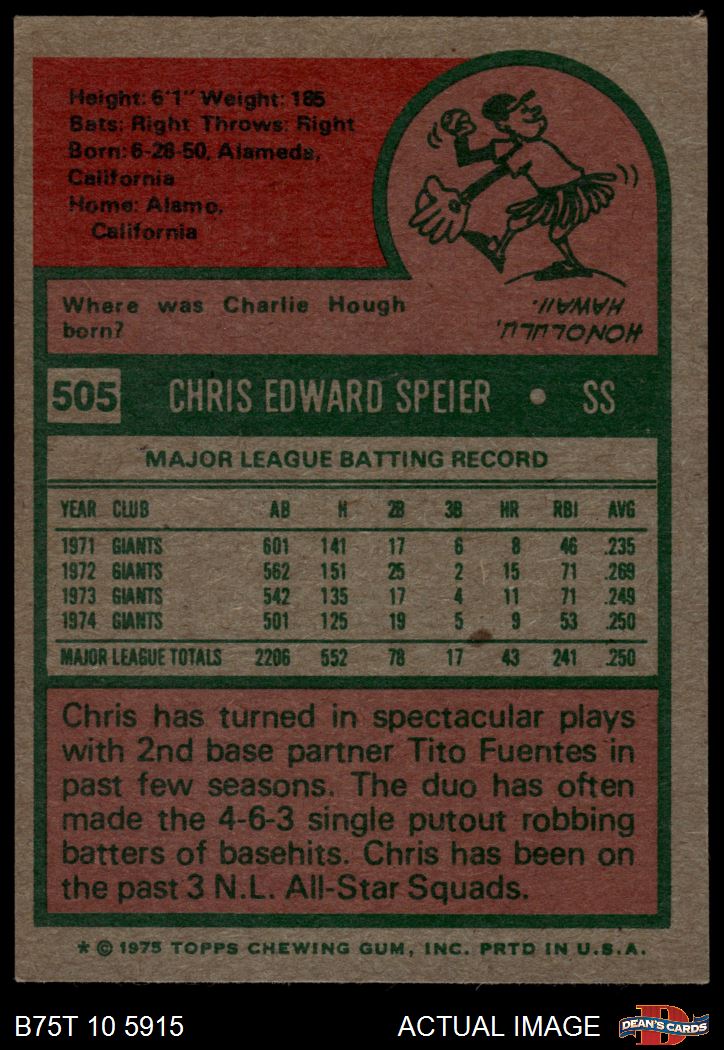 Height: 6'1" Weight: 185
Bats: Right Throws: Right
Born: 6-28-50, Alameda,
California
Home: Alamo,
California
Where was Charlie Hough
born?
HONOLULU,
HAWAII.
505 CHRIS EDWARD SPEIER • SS
MAJOR LEAGUE BATTING RECORD
YEAR CLUB AB H 2B 3B HR RBI AVG
1971 GIANTS 601 141 17 6 8 46 .235
1972 GIANTS 562 151 25 2 15 71 .269
1973 GIANTS 542 135 17 4 11 71 .249
1974 GIANTS 501 125 19 5 9 53 .250
MAJOR LEAGUE TOTALS 2206 552 78 17 43 241 .250
Chris has turned in spectacular plays
with 2nd base partner Tito Fuentes in
past few seasons. The duo has often
made the 4-6-3 single putout robbing
batters of basehits. Chris has been on
the past 3 N.L. All-Star Squads.
* © 1975 TOPPS CHEWING GUM, INC. PRTD IN U.S.A.
B75T 10 5915 ACTUAL IMAGE D DEAN'S CARDS